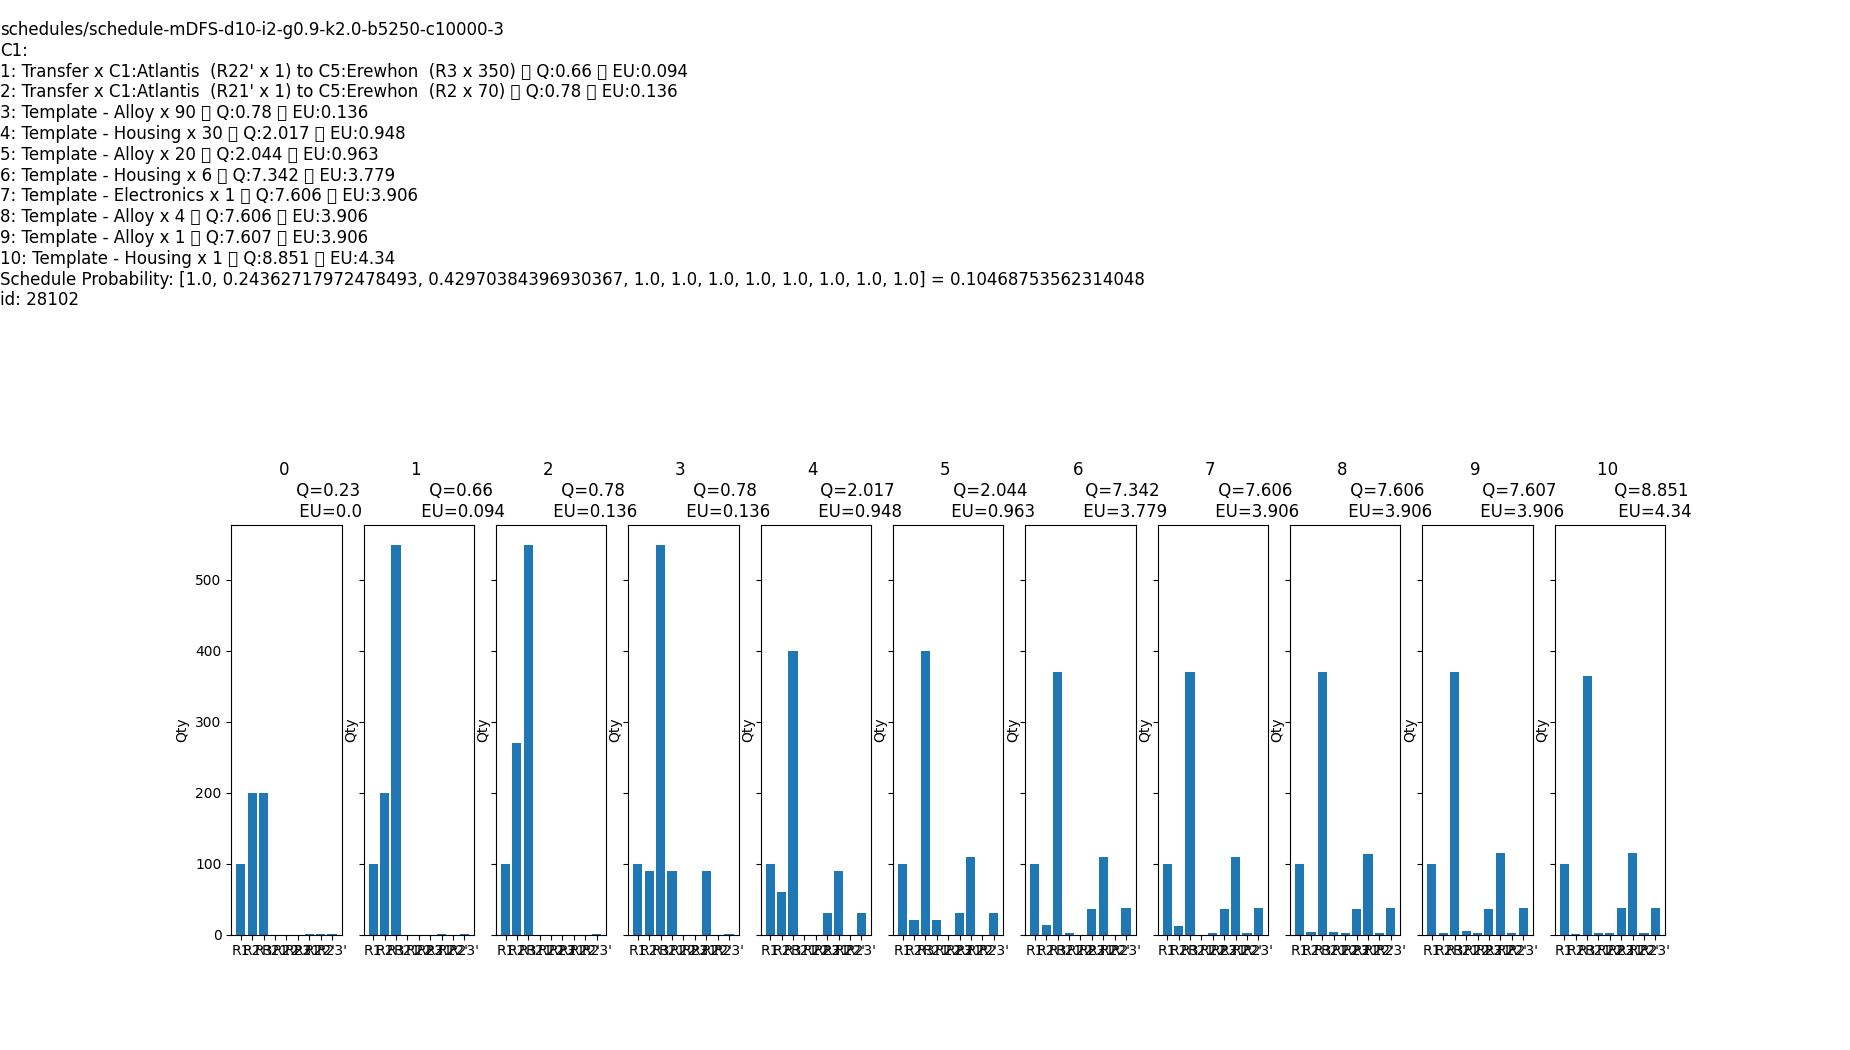 schedules/schedule-mDFS-d10-i2-g0.9-k2.0-b5250-c10000-3
C1:
1: Transfer x C1:Atlantis  (R22' x 1) to C5:Erewhon  (R3 x 350) ▯ Q:0.66 ▯ EU:0.094
2: Transfer x C1:Atlantis  (R21' x 1) to C5:Erewhon  (R2 x 70) ▯ Q:0.78 ▯ EU:0.136
3: Template - Alloy x 90 ▯ Q:0.78 ▯ EU:0.136
4: Template - Housing x 30 ▯ Q:2.017 ▯ EU:0.948
5: Template - Alloy x 20 ▯ Q:2.044 ▯ EU:0.963
6: Template - Housing x 6 ▯ Q:7.342 ▯ EU:3.779
7: Template - Electronics x 1 ▯ Q:7.606 ▯ EU:3.906
8: Template - Alloy x 4 ▯ Q:7.606 ▯ EU:3.906
9: Template - Alloy x 1 ▯ Q:7.607 ▯ EU:3.906
10: Template - Housing x 1 ▯ Q:8.851 ▯ EU:4.34
Schedule Probability: [1.0, 0.24362717972478493, 0.42970384396930367, 1.0, 1.0, 1.0, 1.0, 1.0, 1.0, 1.0, 1.0] = 0.10468753562314048
id: 28102
0 1 2 3 4 5 6 7 8 9 10
Q=0.23 Q=0.66 Q=0.78 Q=0.78 Q=2.017 Q=2.044 Q=7.342 Q=7.606 Q=7.606 Q=7.607 Q=8.851
EU=0.0 EU=0.094 EU=0.136 EU=0.136 EU=0.948 EU=0.963 EU=3.779 EU=3.906 EU=3.906 EU=3.906 EU=4.34
500
400
300
Qty Qty Qty Qty Qty Qty Qty Qty Qty Qty Qty
200
100
0